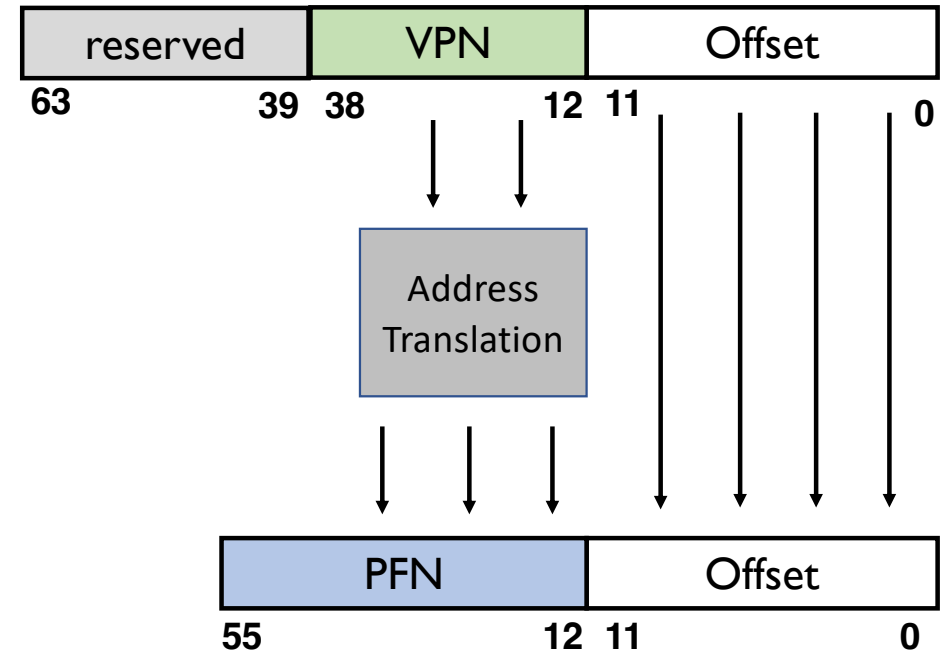 reserved VPN Offset
63 39 38 12 11 0
Address
Translation
PFN Offset
55 12 11 0